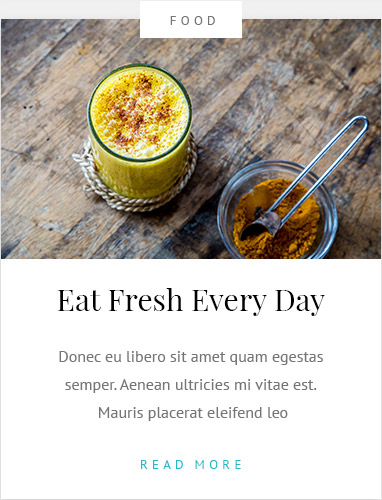 FOOD
Eat Fresh Every Day
Donec eu libero sit amet quam egestas
semper. Aenean ultricies mi vitae est.
Mauris placerat eleifend leo
READ MORE